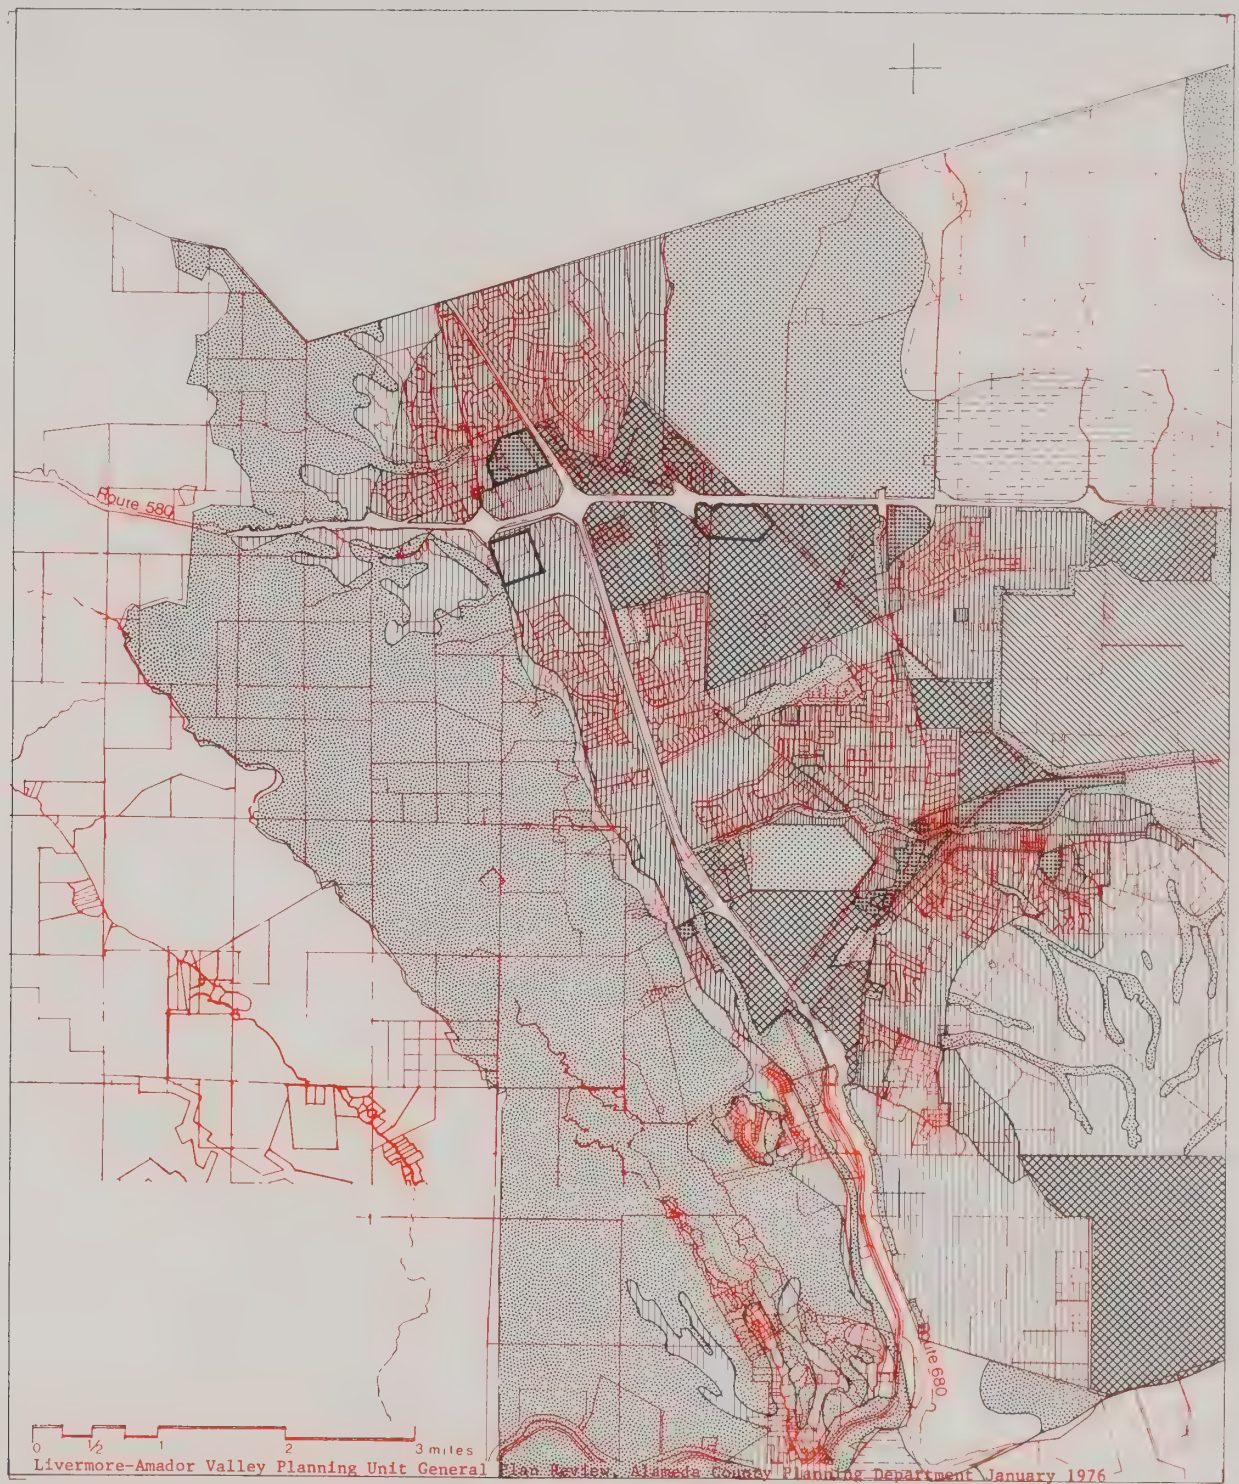 Route 580
Route 680
0 1/2 1 2 3 miles
Livermore-Amador Valley Planning Unit General Plan Review, Alameda County Planning Department January 1976